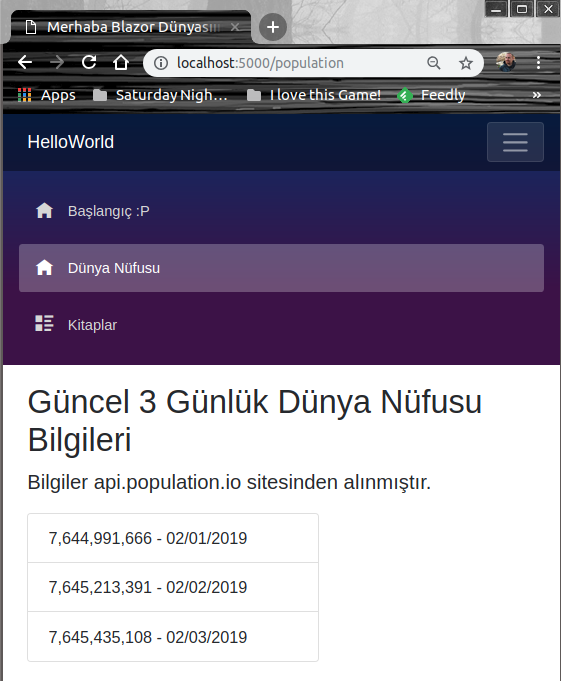 Merhaba Blazor Dünyasın
localhost:5000/population
Apps Saturday Nigh… I love this Game! Feedly »
HelloWorld
Başlangıç :P
Dünya Nüfusu
Kitaplar
Güncel 3 Günlük Dünya Nüfusu
Bilgileri
Bilgiler api.population.io sitesinden alınmıştır.
7,644,991,666 - 02/01/2019
7,645,213,391 - 02/02/2019
7,645,435,108 - 02/03/2019